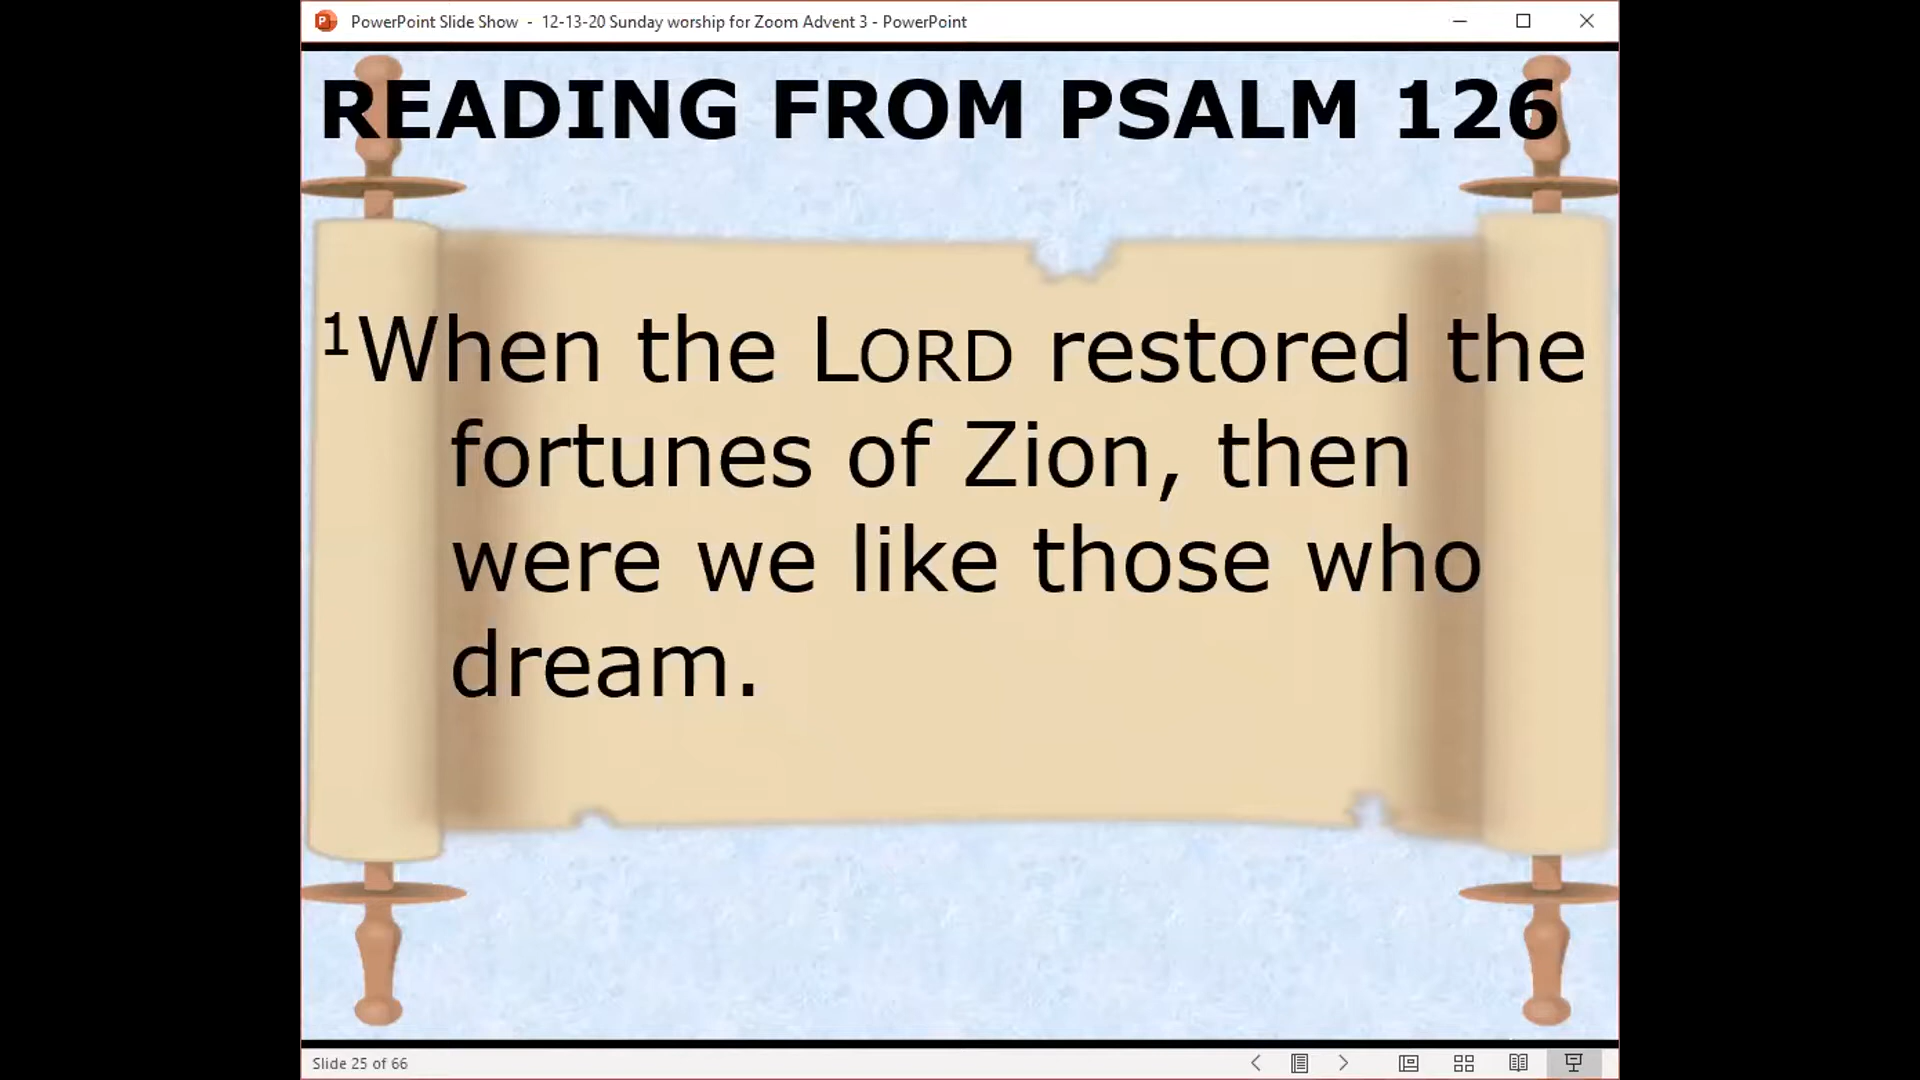 PowerPoint Slide Show - 12-13-20 Sunday worship for Zoom Advent 3 - PowerPoint
READING FROM PSALM 126
¹When the LORD restored the
fortunes of Zion, then
were we like those who
dream.
Slide 25 of 66